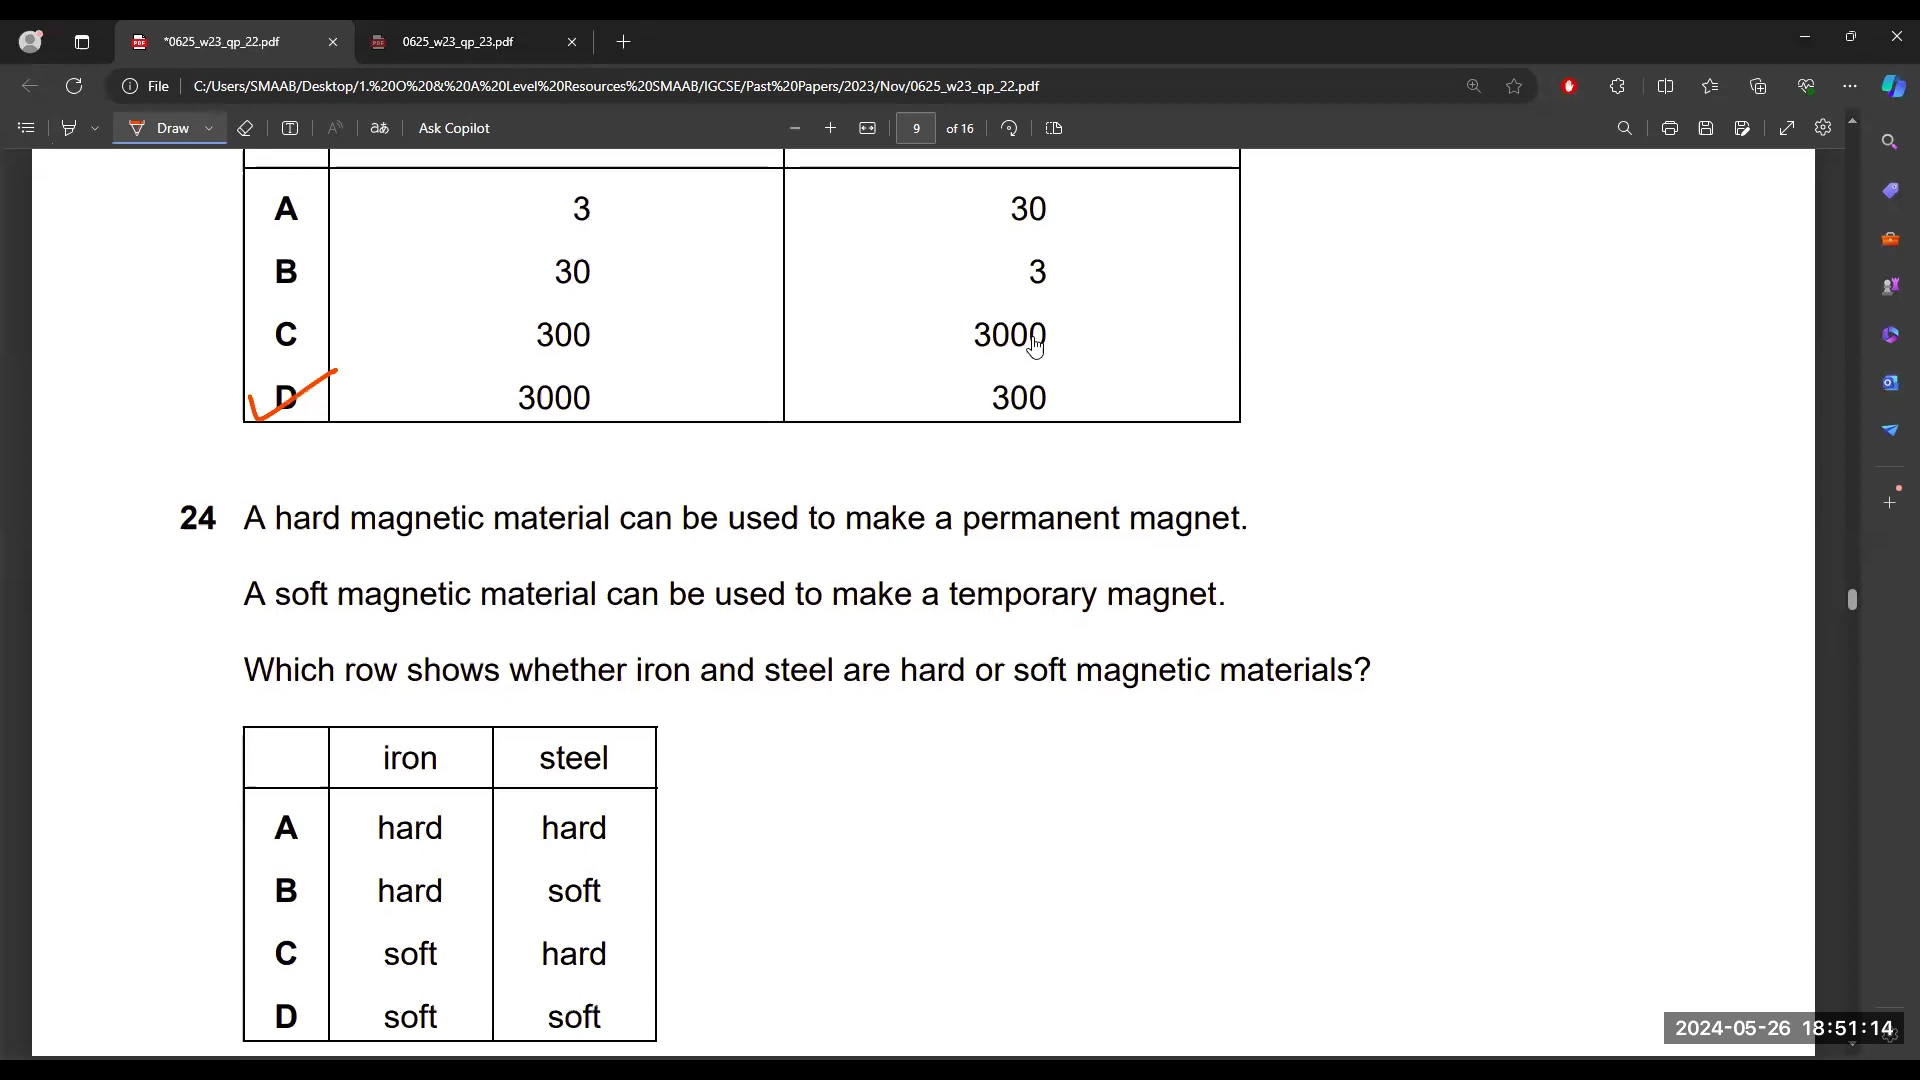 *0625_w23_qp_22.pdf
0625_w23_qp_23.pdf
File
C:/Users/SMAAB/Desktop/1.%20O%20&%20A%20Level%20Resources%20SMAAB/IGCSE/Past%20Papers/2023/Nov/0625_w23_qp_22.pdf
Draw
Ask Copilot
9 of 16
A 3 30
B 30 3
C 300 3000
D 3000 300
24 A hard magnetic material can be used to make a permanent magnet.
A soft magnetic material can be used to make a temporary magnet.
Which row shows whether iron and steel are hard or soft magnetic materials?
iron steel
A hard hard
B hard soft
C soft hard
D soft soft
2024-05-26 18:51:14